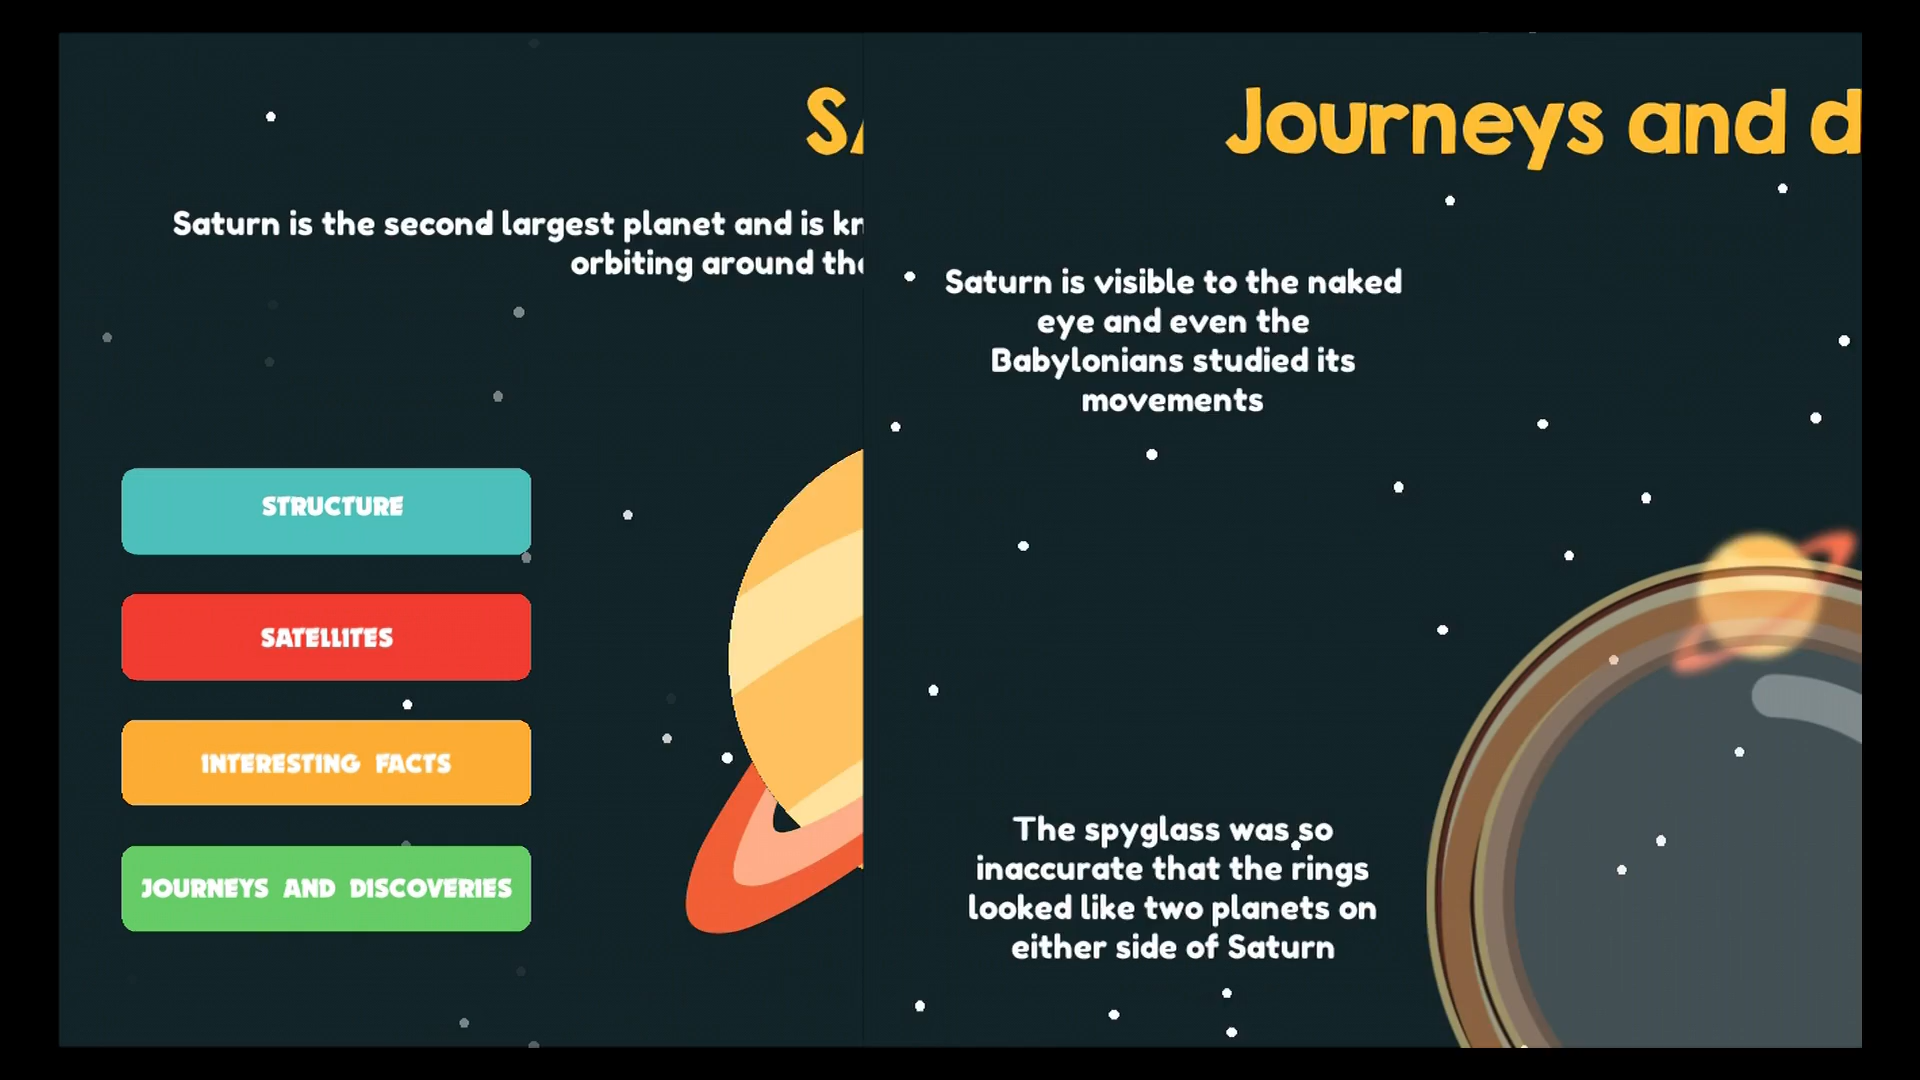 SA
Saturn is the second largest planet and is kn
orbiting around the
STRUCTURE
SATELLITES
INTERESTING FACTS
JOURNEYS AND DISCOVERIES
Journeys and d
Saturn is visible to the naked
eye and even the
Babylonians studied its
movements
The spyglass was so
inaccurate that the rings
looked like two planets on
either side of Saturn